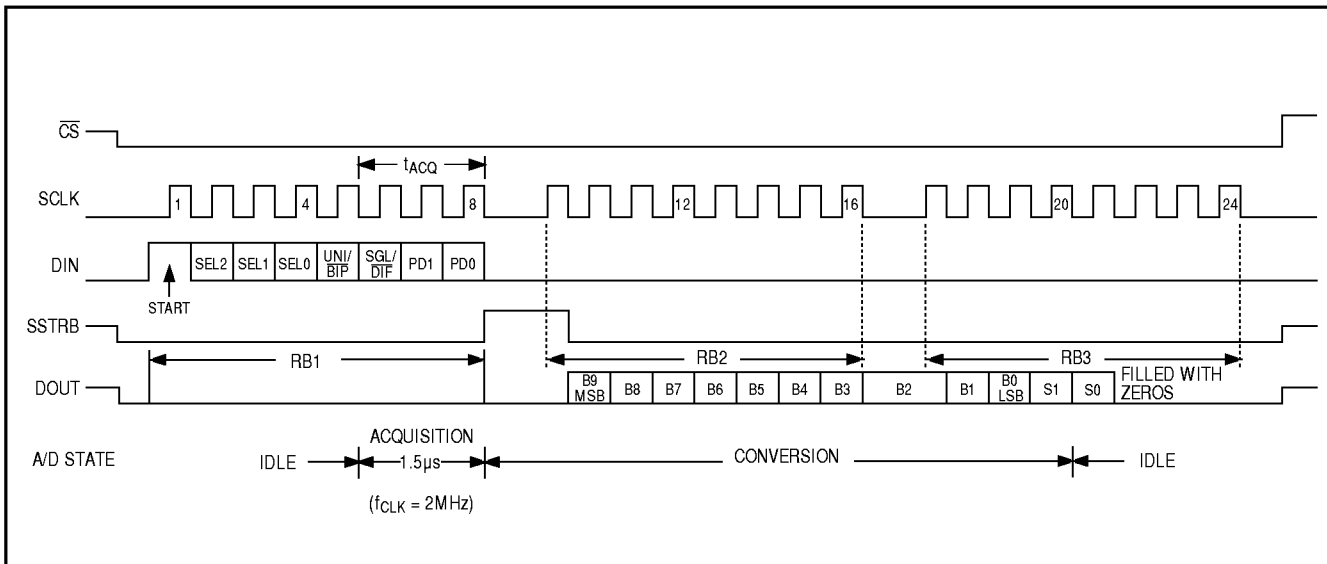 CS
tACQ
SCLK
1
4
8
12
16
20
24
DIN
SEL2
SEL1
SEL0
UNI/
BIP
SGL/
DIF
PD1
PD0
START
SSTRB
RB1
RB2
RB3
DOUT
B9
MSB
B8
B7
B6
B5
B4
B3
B2
B1
B0
LSB
S1
S0
FILLED WITH
ZEROS
A/D STATE
IDLE
ACQUISITION
1.5µs
(fCLK = 2MHz)
CONVERSION
IDLE